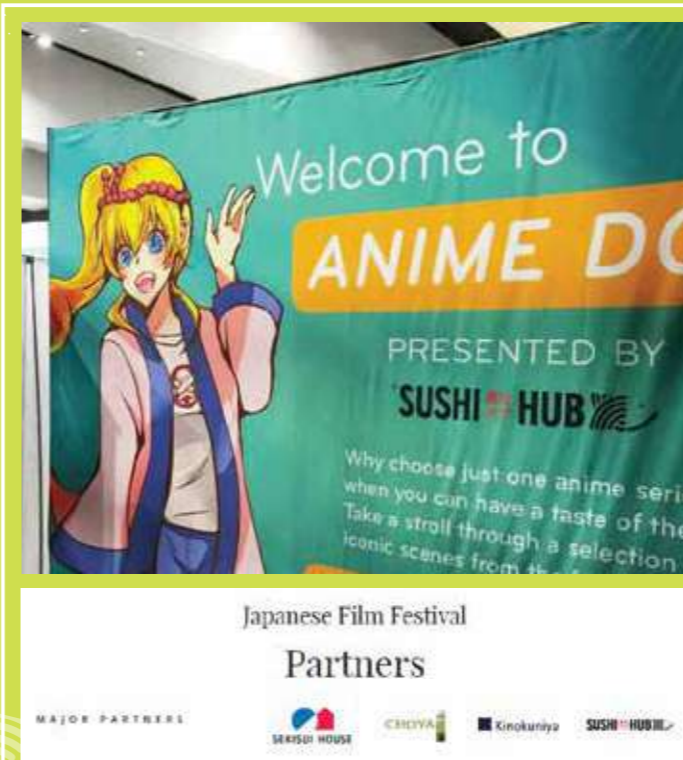 Welcome to
ANIME DO
PRESENTED BY
SUSHI HUB
Why choose just one anime seri
when you can have a taste of the
Take a stroll through a selection
iconic scenes from the
Japanese Film Festival
Partners
MAJOR PARTNERS
SEKISUI HOUSE
CHOYA
Kinokuniya
SUSHI HUB